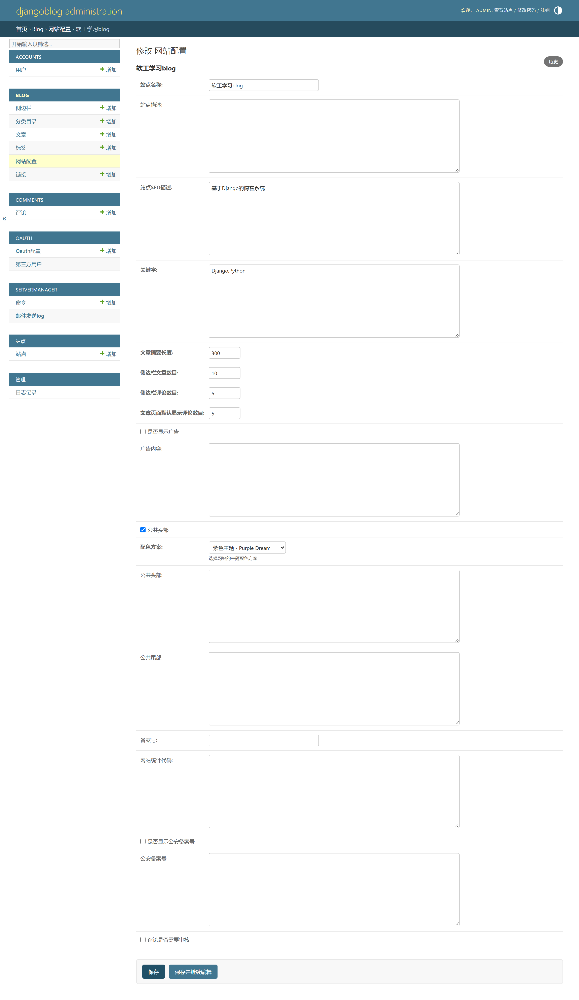 djangoblog administration
欢迎， ADMIN. 查看站点 / 修改密码 / 注销
首页 › Blog › 网站配置 › 软工学习blog
开始输入以筛选...
ACCOUNTS
用户 增加
BLOG
侧边栏 增加
分类目录 增加
文章 增加
标签 增加
网站配置
链接 增加
COMMENTS
评论 增加
OAUTH
Oauth配置 增加
第三方用户
SERVERMANAGER
命令 增加
邮件发送log
站点
站点 增加
管理
日志记录
«
修改 网站配置
历史
软工学习blog
站点名称: 软工学习blog
站点描述:
站点SEO描述: 基于Django的博客系统
关键字: Django,Python
文章摘要长度: 300
侧边栏文章数目: 10
侧边栏评论数目: 5
文章页面默认显示评论数目: 5
是否显示广告
广告内容:
公共头部
配色方案: 紫色主题 - Purple Dream
选择网站的主题配色方案
公共头部:
公共尾部:
备案号:
网站统计代码:
是否显示公安备案号
公安备案号:
评论是否需要审核
保存 保存并继续编辑